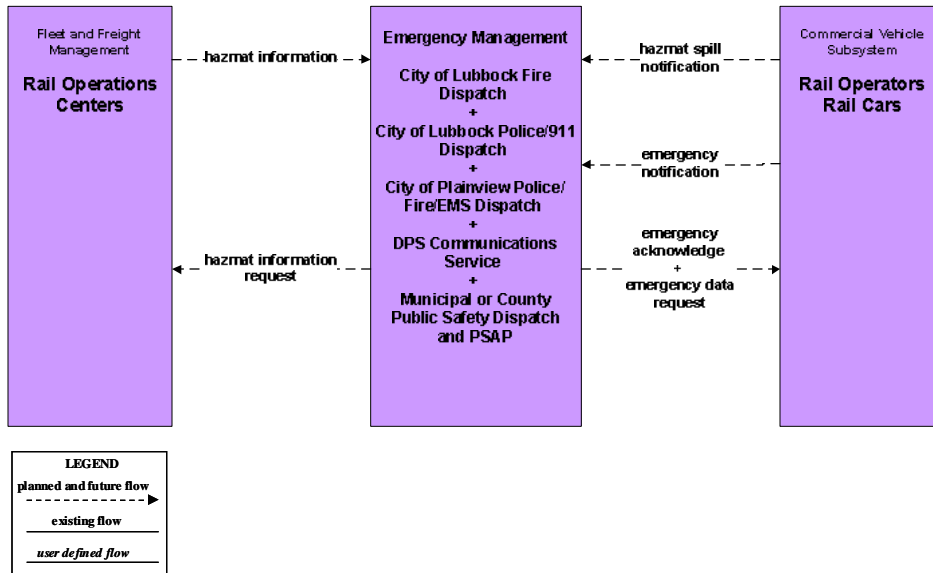 Fleet and Freight
Management
Rail Operations
Centers
hazmat information
hazmat information
request
Emergency Management
City of Lubbock Fire
Dispatch
+
City of Lubbock Police/911
Dispatch
+
City of Plainview Police/
Fire/EMS Dispatch
+
DPS Communications
Service
+
Municipal or County
Public Safety Dispatch
and PSAP
hazmat spill
notification
emergency
notification
emergency
acknowledge
+
emergency data
request
Commercial Vehicle
Subsystem
Rail Operators
Rail Cars
LEGEND
planned and future flow
existing flow
user defined flow